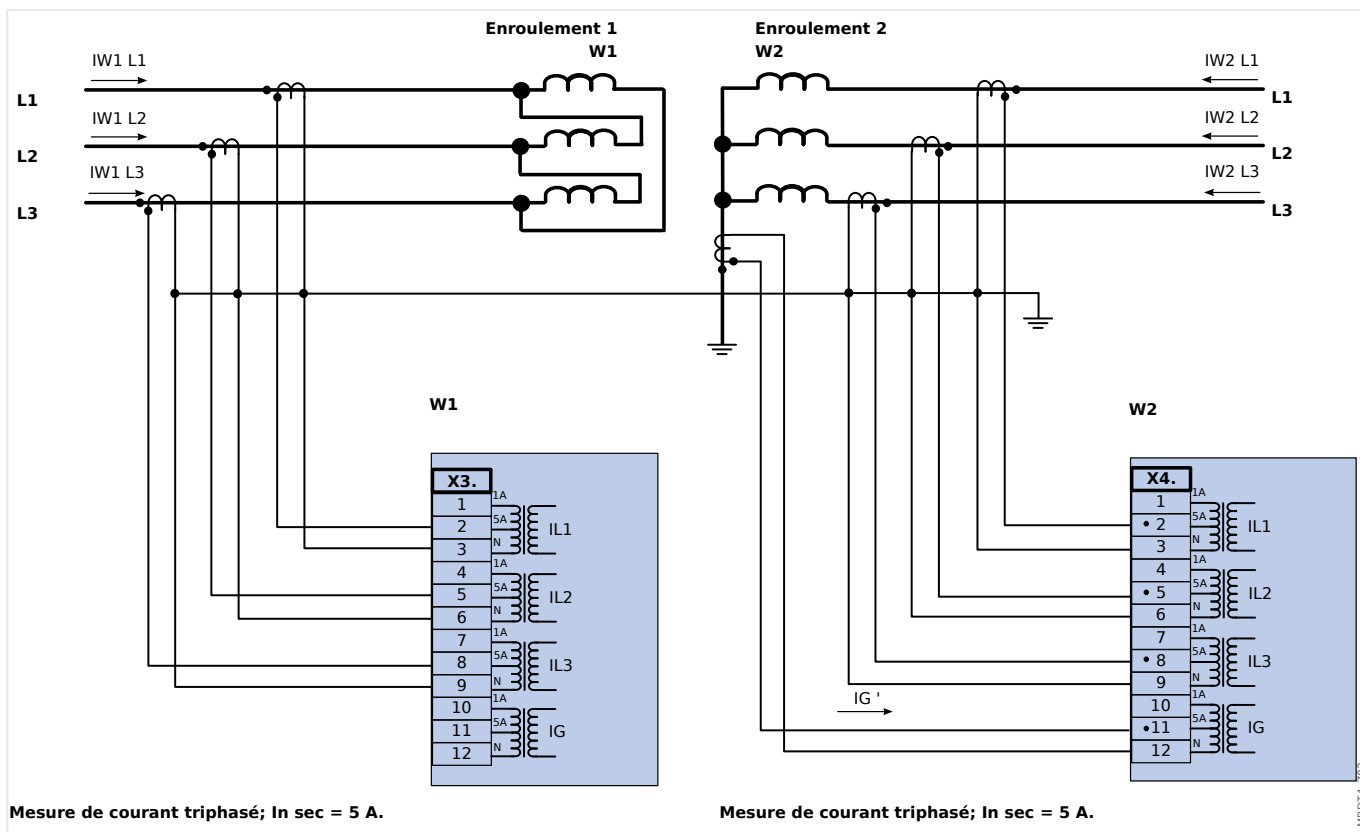 Enroulement 1
W1
Enroulement 2
W2
IW1 L1
L1
IW1 L2
L2
IW1 L3
L3
IW2 L1
L1
IW2 L2
L2
IW2 L3
L3
W1
X3.
1 1A
2 5A IL1
3 N
4 1A
5 5A IL2
6 N
7 1A
8 5A IL3
9 N
10 1A
11 5A IG
12 N
W2
X4.
1 1A
2 5A IL1
3 N
4 1A
5 5A IL2
6 N
7 1A
8 5A IL3
9 N
10 1A
11 5A IG
12 N
IG '
Mesure de courant triphasé; In sec = 5 A.
Mesure de courant triphasé; In sec = 5 A.